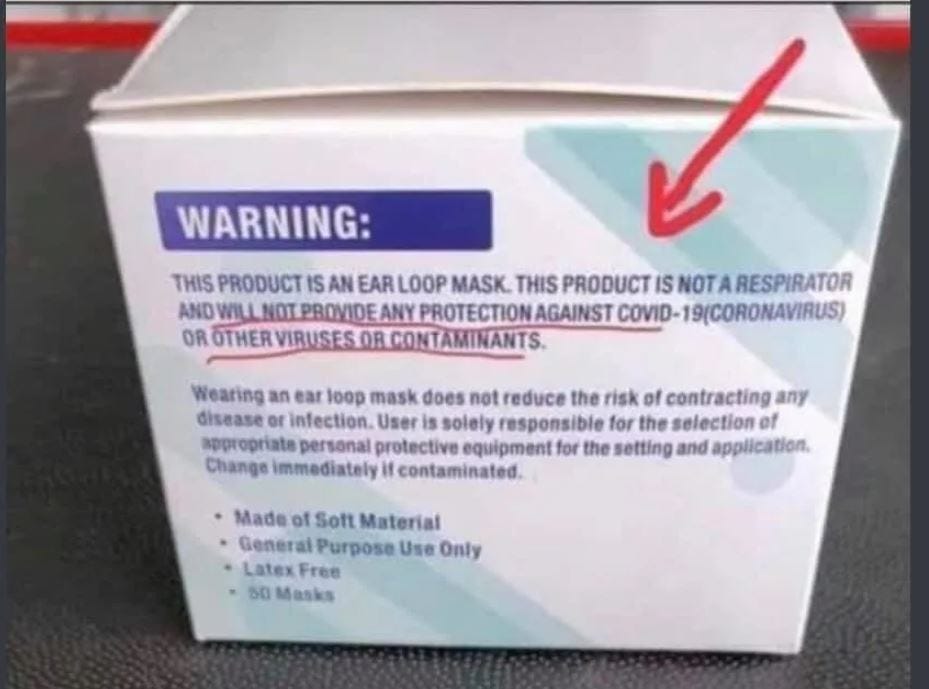 WARNING:
THIS PRODUCT IS AN EAR LOOP MASK. THIS PRODUCT IS NOT A RESPIRATOR
AND WILL NOT PROVIDE ANY PROTECTION AGAINST COVID-19(CORONAVIRUS)
OR OTHER VIRUSES OR CONTAMINANTS.
Wearing an ear loop mask does not reduce the risk of contracting any
disease or infection. User is solely responsible for the selection of
appropriate personal protective equipment for the setting and application.
Change immediately if contaminated.
• Made of Soft Material
• General Purpose Use Only
• Latex Free
• 50 Masks